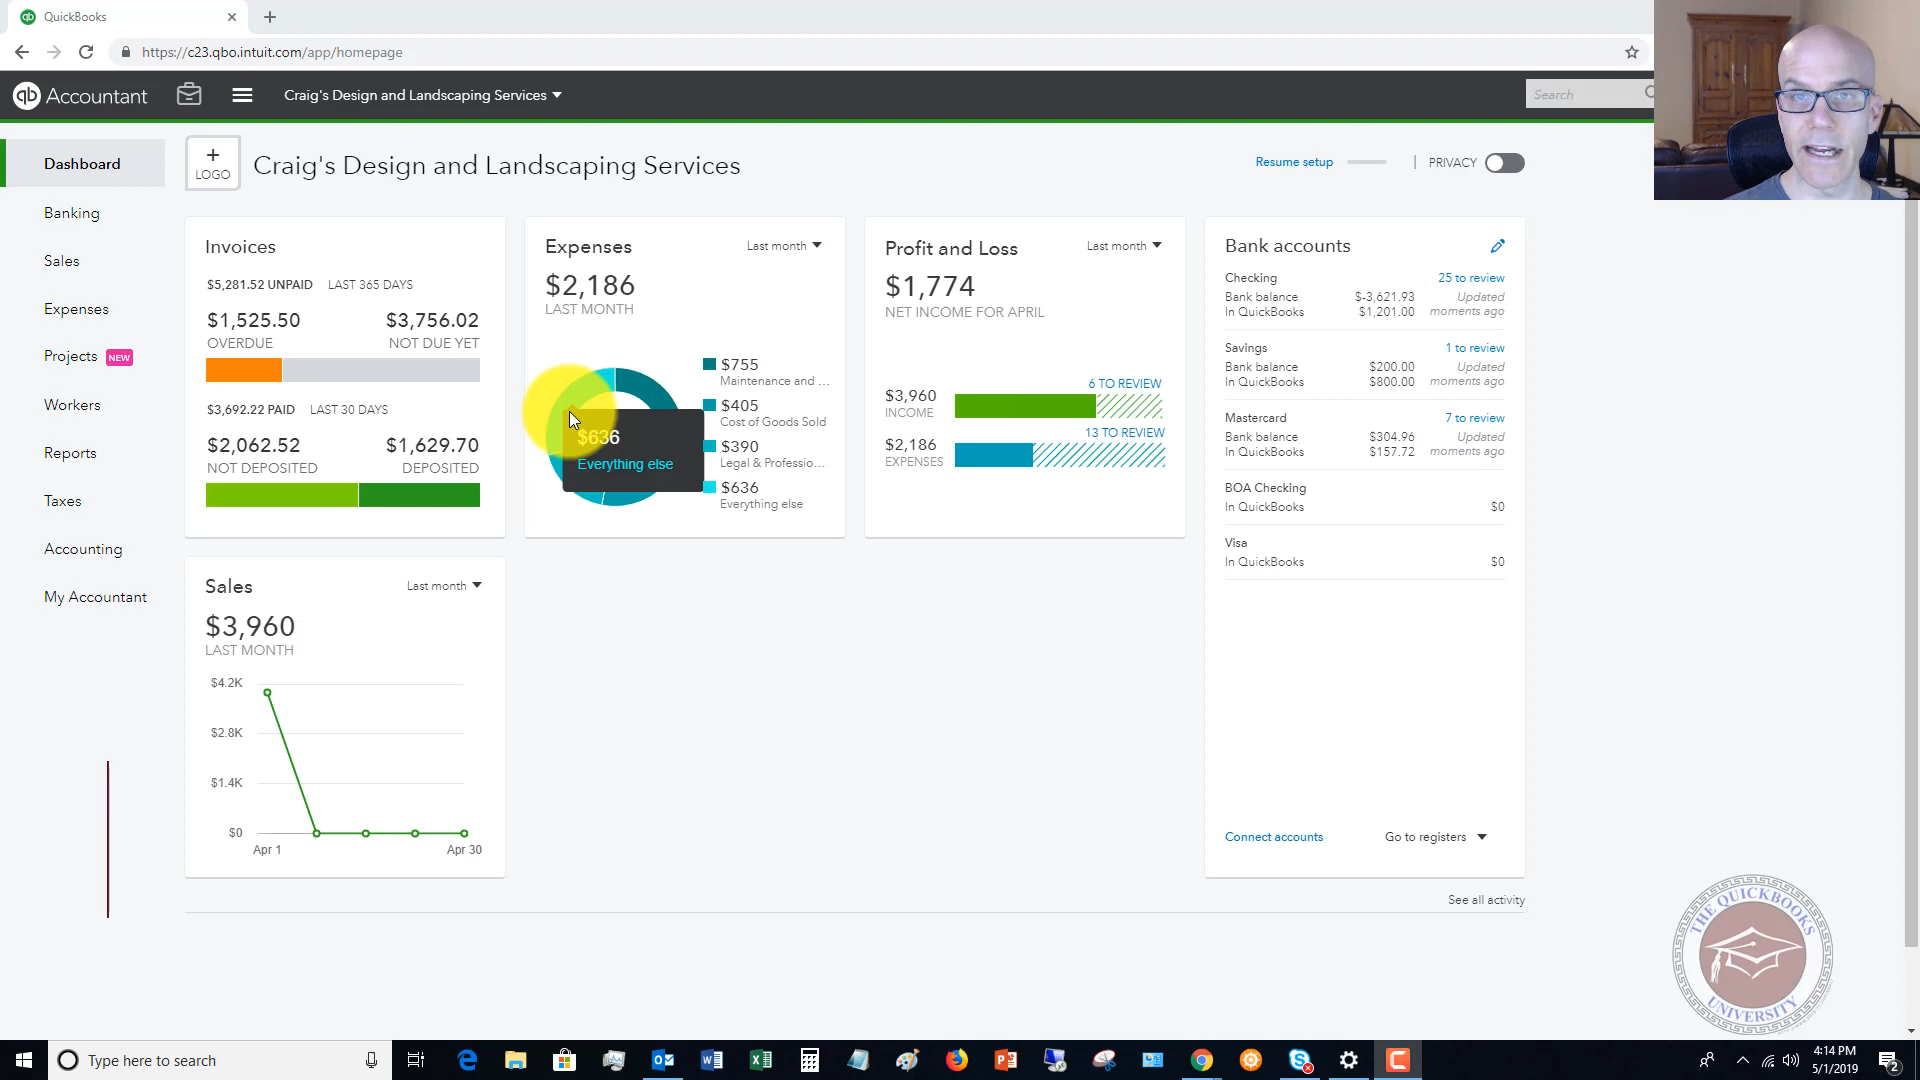 QuickBooks
https://c23.qbo.intuit.com/app/homepage
qb Accountant
Craig's Design and Landscaping Services
Search
Dashboard
Banking
Sales
Expenses
Projects NEW
Workers
Reports
Taxes
Accounting
My Accountant
+
LOGO
Craig's Design and Landscaping Services
Resume setup
PRIVACY
Invoices
$5,281.52 UNPAID LAST 365 DAYS
$1,525.50 $3,756.02
OVERDUE NOT DUE YET
$3,692.22 PAID LAST 30 DAYS
$2,062.52 $1,629.70
NOT DEPOSITED DEPOSITED
Expenses Last month
$2,186
LAST MONTH
$636
Everything else
$755
Maintenance and ...
$405
Cost of Goods Sold
$390
Legal & Professio...
$636
Everything else
Profit and Loss Last month
$1,774
NET INCOME FOR APRIL
6 TO REVIEW
$3,960
INCOME
13 TO REVIEW
$2,186
EXPENSES
Bank accounts
Checking 25 to review
Bank balance $-3,621.93 Updated
In QuickBooks $1,201.00 moments ago
Savings 1 to review
Bank balance $200.00 Updated
In QuickBooks $800.00 moments ago
Mastercard 7 to review
Bank balance $304.96 Updated
In QuickBooks $157.72 moments ago
BOA Checking
In QuickBooks $0
Visa
In QuickBooks $0
Connect accounts Go to registers
Sales Last month
$3,960
LAST MONTH
$4.2K
$2.8K
$1.4K
$0
Apr 1 Apr 30
See all activity
THE QUICKBOOKS
UNIVERSITY
Type here to search
4:14 PM
5/1/2019
2